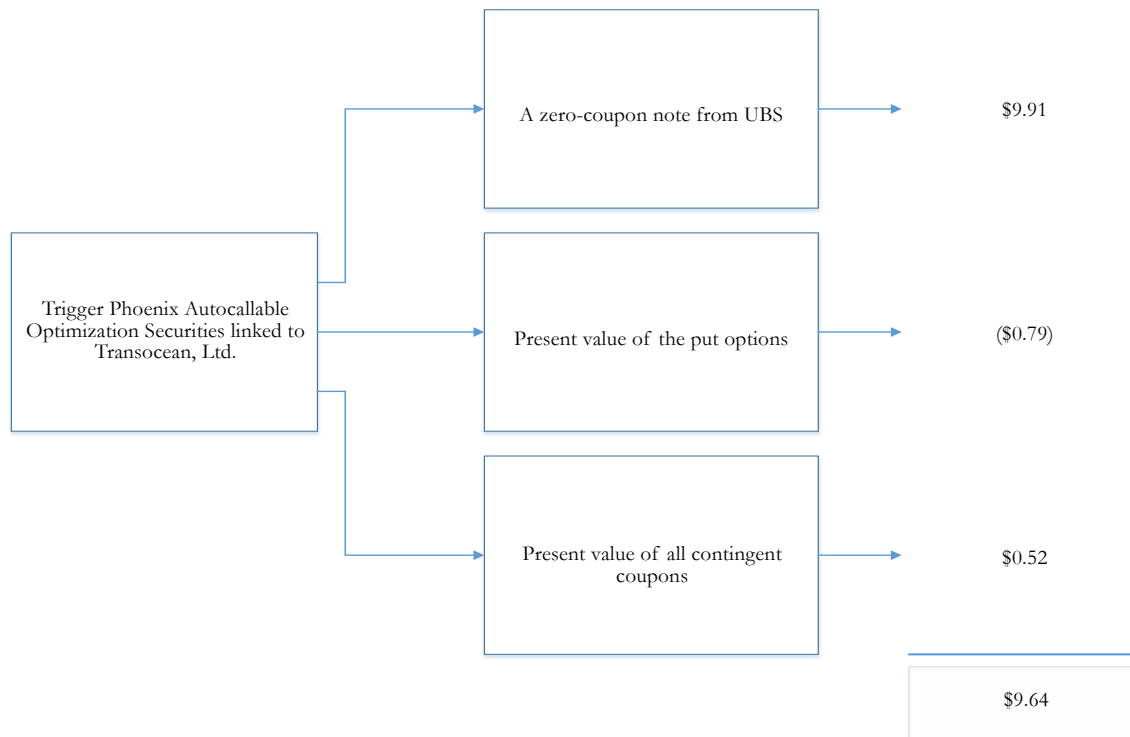 A zero-coupon note from UBS
$9.91
Trigger Phoenix Autocallable
Optimization Securities linked to
Transocean, Ltd.
Present value of the put options
($0.79)
Present value of all contingent
coupons
$0.52
$9.64